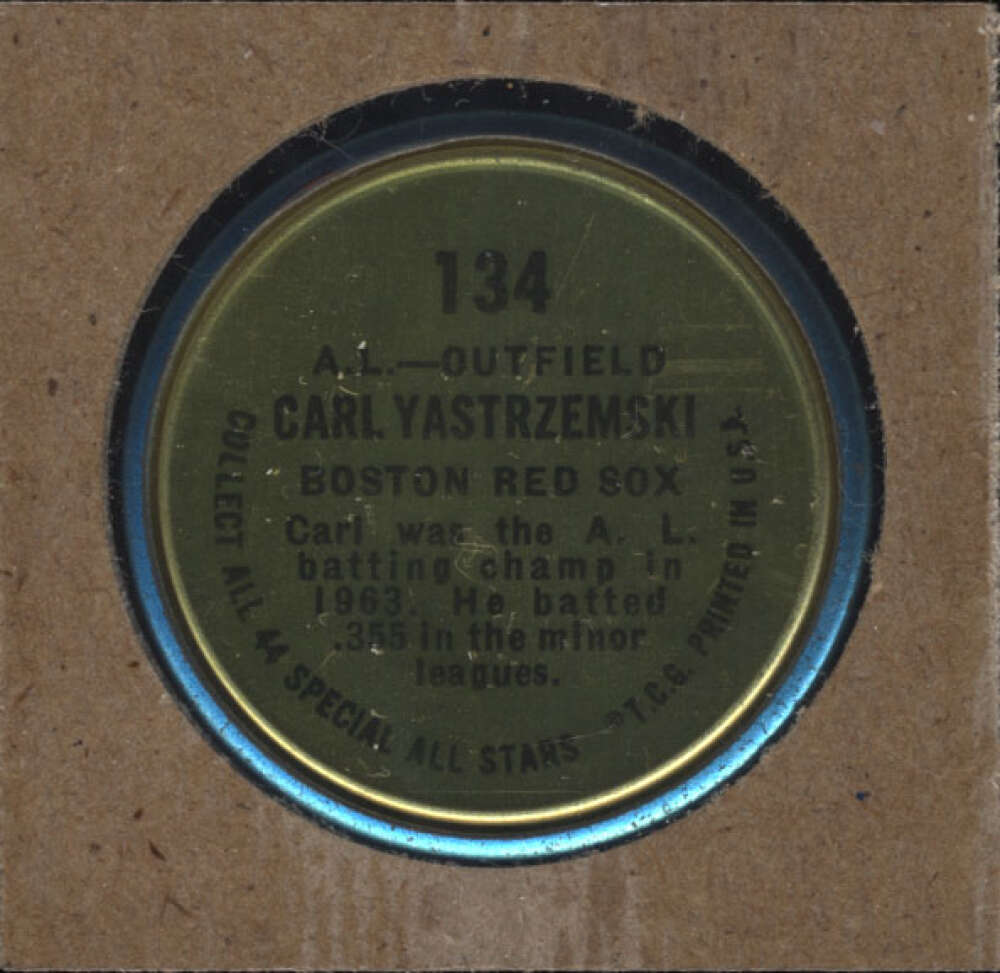 134
A.L.—OUTFIELD
CARL YASTRZEMSKI
BOSTON RED SOX
Carl was the A. L.
batting champ in
1963. He batted
.355 in the minor
leagues.
COLLECT ALL 44 SPECIAL ALL STARS
©T.C.G. PRINTED IN U.S.A.